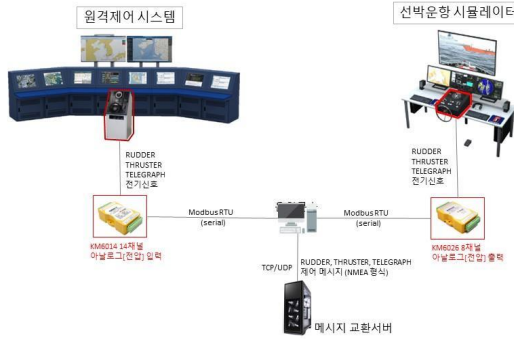 원격제어 시스템
선박운항 시뮬레이터
RUDDER
THRUSTER
TELEGRAPH
전기신호
RUDDER
THRUSTER
TELEGRAPH
전기신호
Modbus RTU
(serial)
Modbus RTU
(serial)
KM6014 14채널
아날로그(전압) 입력
KM6026 8채널
아날로그(전압) 출력
TCP/UDP
RUDDER, THRUSTER, TELEGRAPH
제어 메시지 (NMEA 형식)
메시지 교환서버